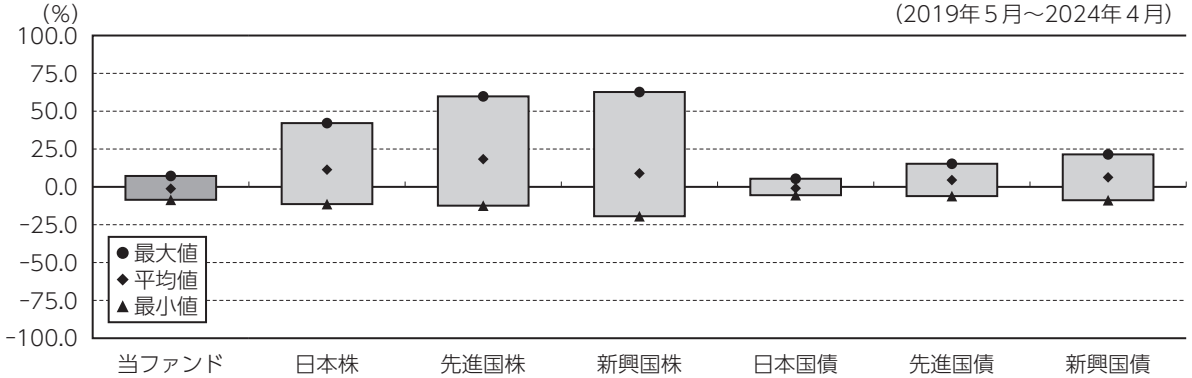 (%)
(2019年5月～2024年4月)
100.0
75.0
50.0
25.0
0.0
-25.0
-50.0
-75.0
-100.0
● 最大値
◆ 平均値
▲ 最小値
当ファンド 日本株 先進国株 新興国株 日本国債 先進国債 新興国債